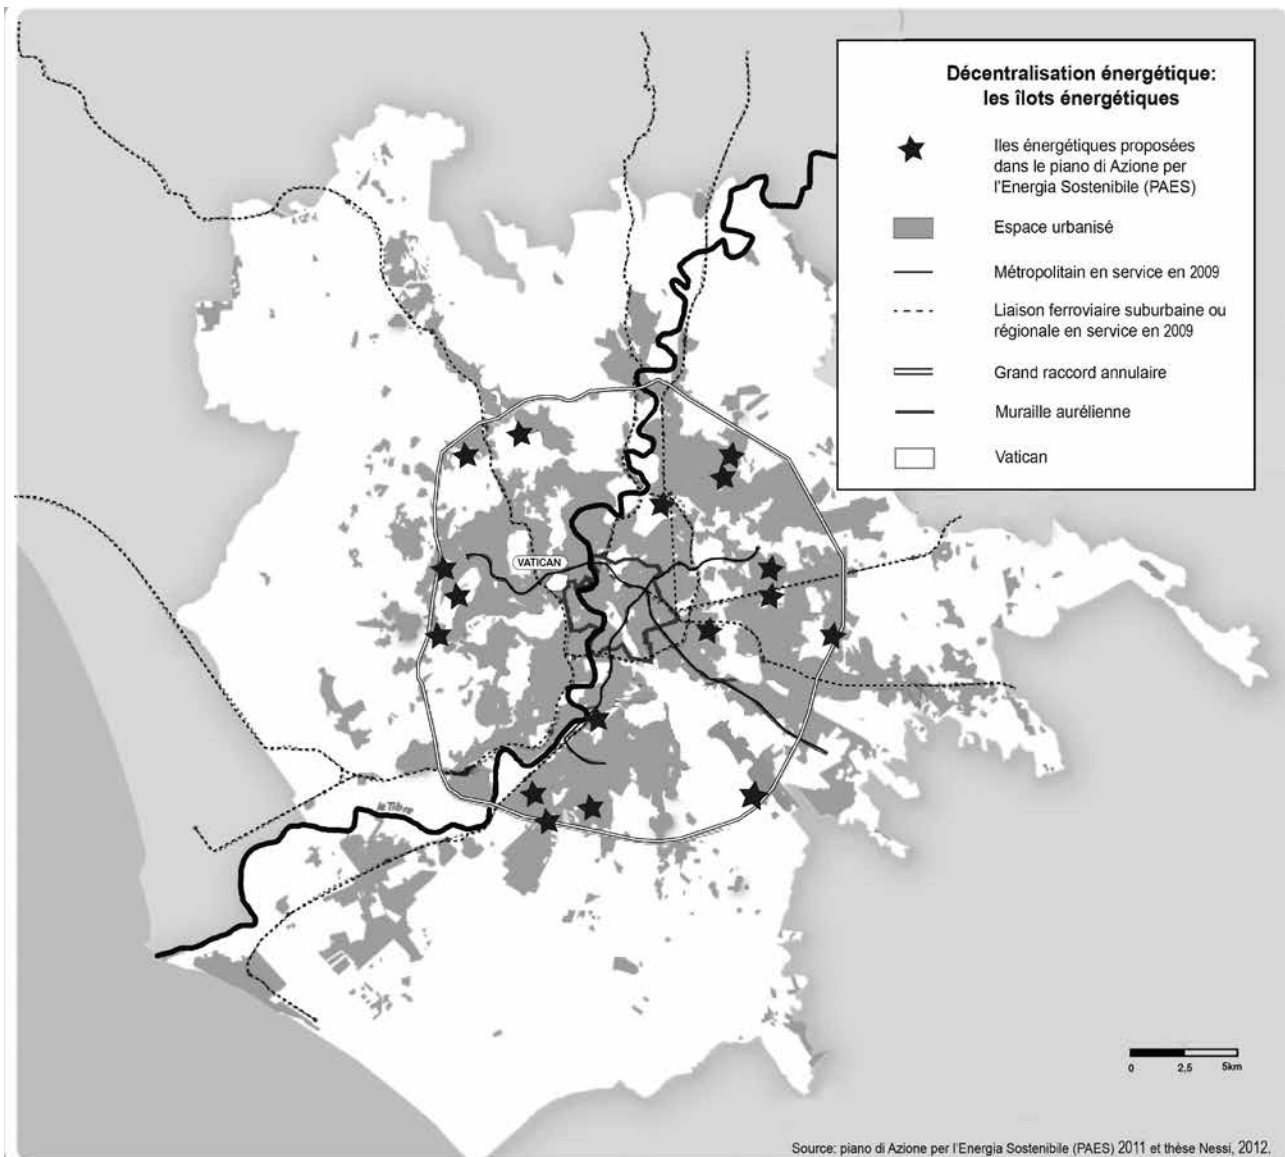 Décentralisation énergétique:
les îlots énergétiques
Iles énergétiques proposées
dans le piano di Azione per
l'Energia Sostenibile (PAES)
Espace urbanisé
Métropolitain en service en 2009
Liaison ferroviaire suburbaine ou
régionale en service en 2009
Grand raccord annulaire
Muraille aurélienne
Vatican
VATICAN
le Tibre
0 2,5 5km
Source: piano di Azione per l'Energia Sostenibile (PAES) 2011 et thèse Nessi, 2012.